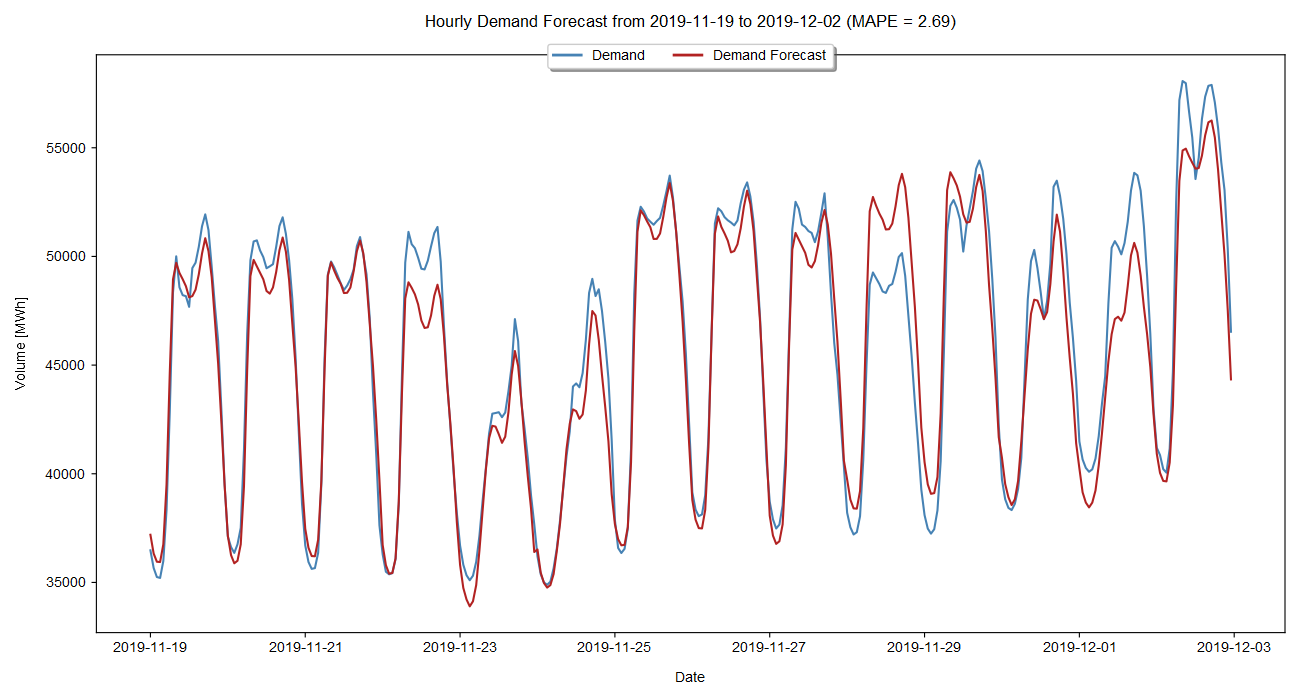 Hourly Demand Forecast from 2019-11-19 to 2019-12-02 (MAPE = 2.69)
Demand Demand Forecast
Volume [MWh]
55000
50000
45000
40000
35000
2019-11-19 2019-11-21 2019-11-23 2019-11-25 2019-11-27 2019-11-29 2019-12-01 2019-12-03
Date